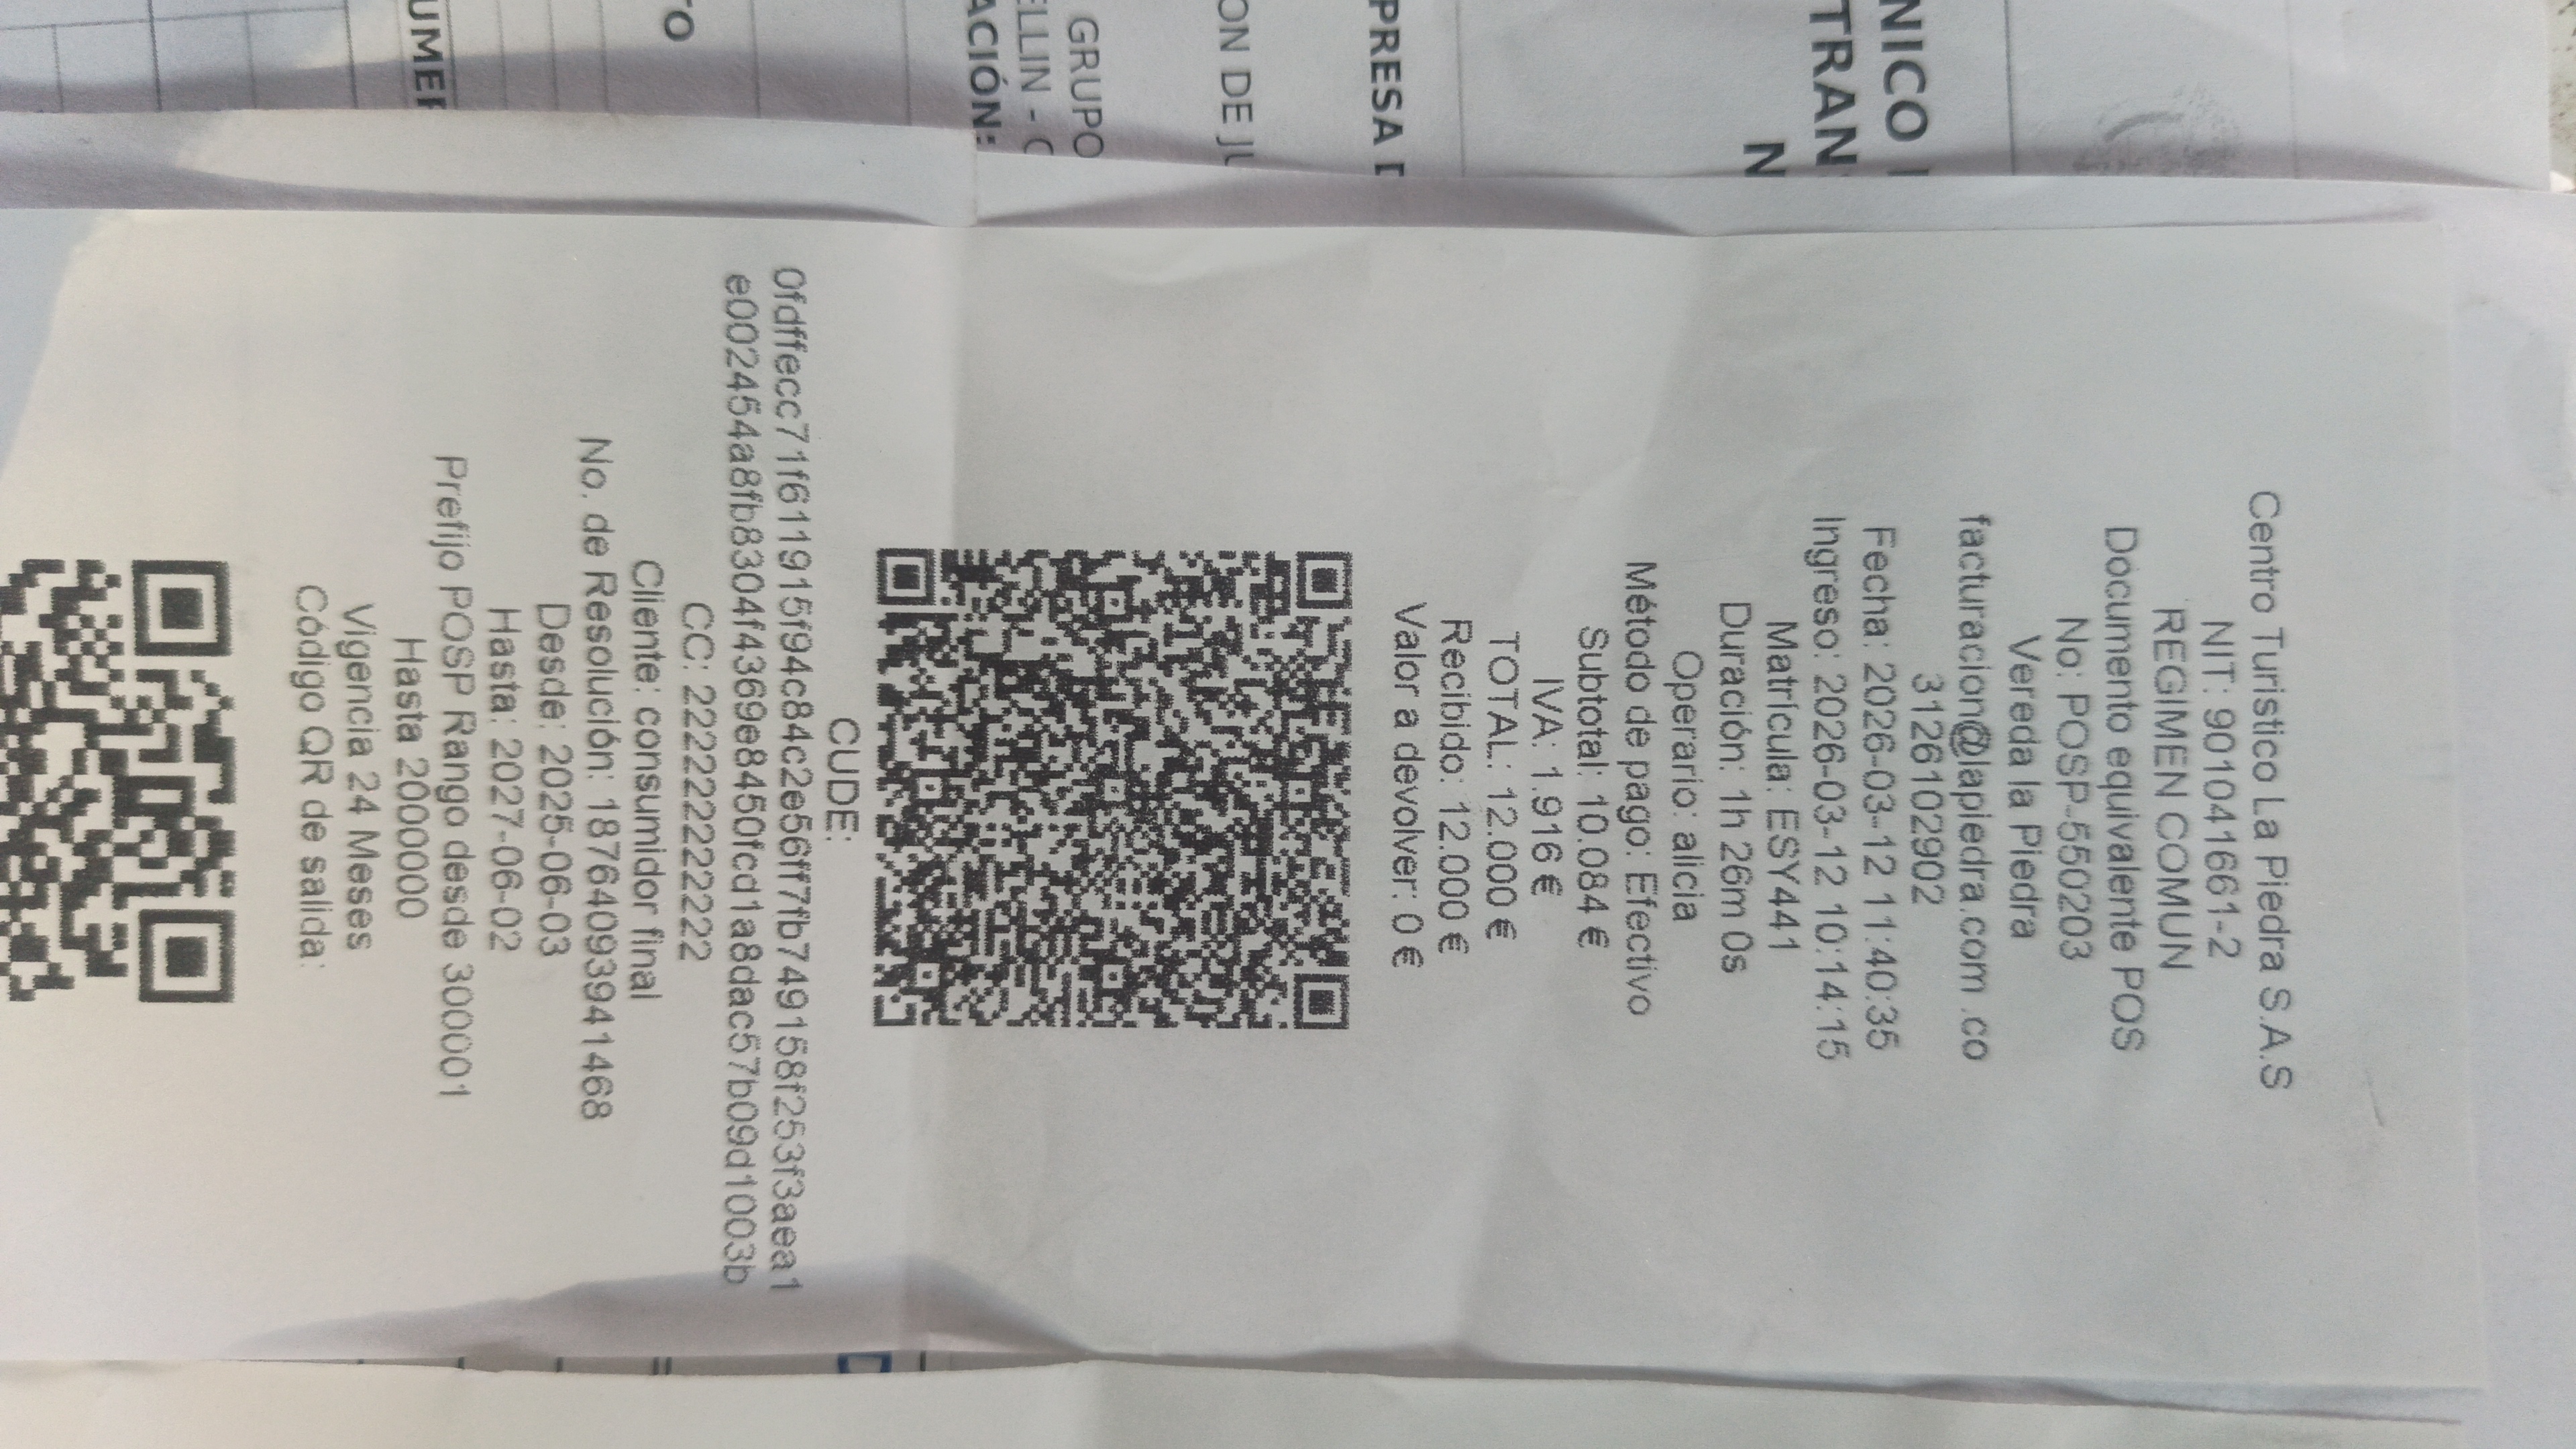 Centro Turistico La Piedra S.A.S
NIT: 901041661-2
REGIMEN COMUN
Documento equivalente POS
No: POSP-550203
Vereda la Piedra
facturacion@lapiedra.com .co
3126102902
Fecha: 2026-03-12 11:40:35
Ingreso: 2026-03-12 10:14:15
Matrícula: ESY441
Duración: 1h 26m 0s
Operario: alicia
Método de pago: Efectivo
Subtotal: 10.084 €
IVA: 1.916 €
TOTAL: 12.000 €
Recibido: 12.000 €
Valor a devolver: 0 €
CUDE:
0fdffecc71f611915f94c84c2e56ff7fb749158f253f3aea1
e002454a8fb8304f4369e8450fcd1a8dac57b09d1003b
CC: 222222222222
Cliente: consumidor final
No. de Resolución: 18764093941468
Desde: 2025-06-03
Hasta: 2027-06-02
Prefijo POSP Rango desde 300001
Hasta 2000000
Vigencia 24 Meses
Código QR de salida:
NICO
TRAN
N
PRESA D
ON DE JU
GRUPO
ELLIN - C
ACIÓN:
TO
UMER